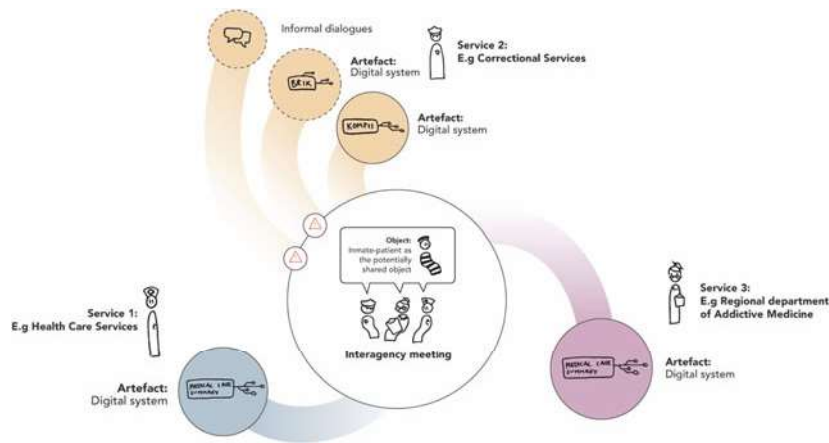 Informal dialogues
Service 2:
E.g Correctional Services
Artefact:
Digital system
BRIK
Artefact:
Digital system
KOMPIS
Object:
Inmate-patient as
the potentially
shared object
Interagency meeting
Service 1:
E.g Health Care Services
Artefact:
Digital system
MEDICAL CARE
SUMMARY
Service 3:
E.g Regional department
of Addictive Medicine
Artefact:
Digital system
MEDICAL CARE
SUMMARY